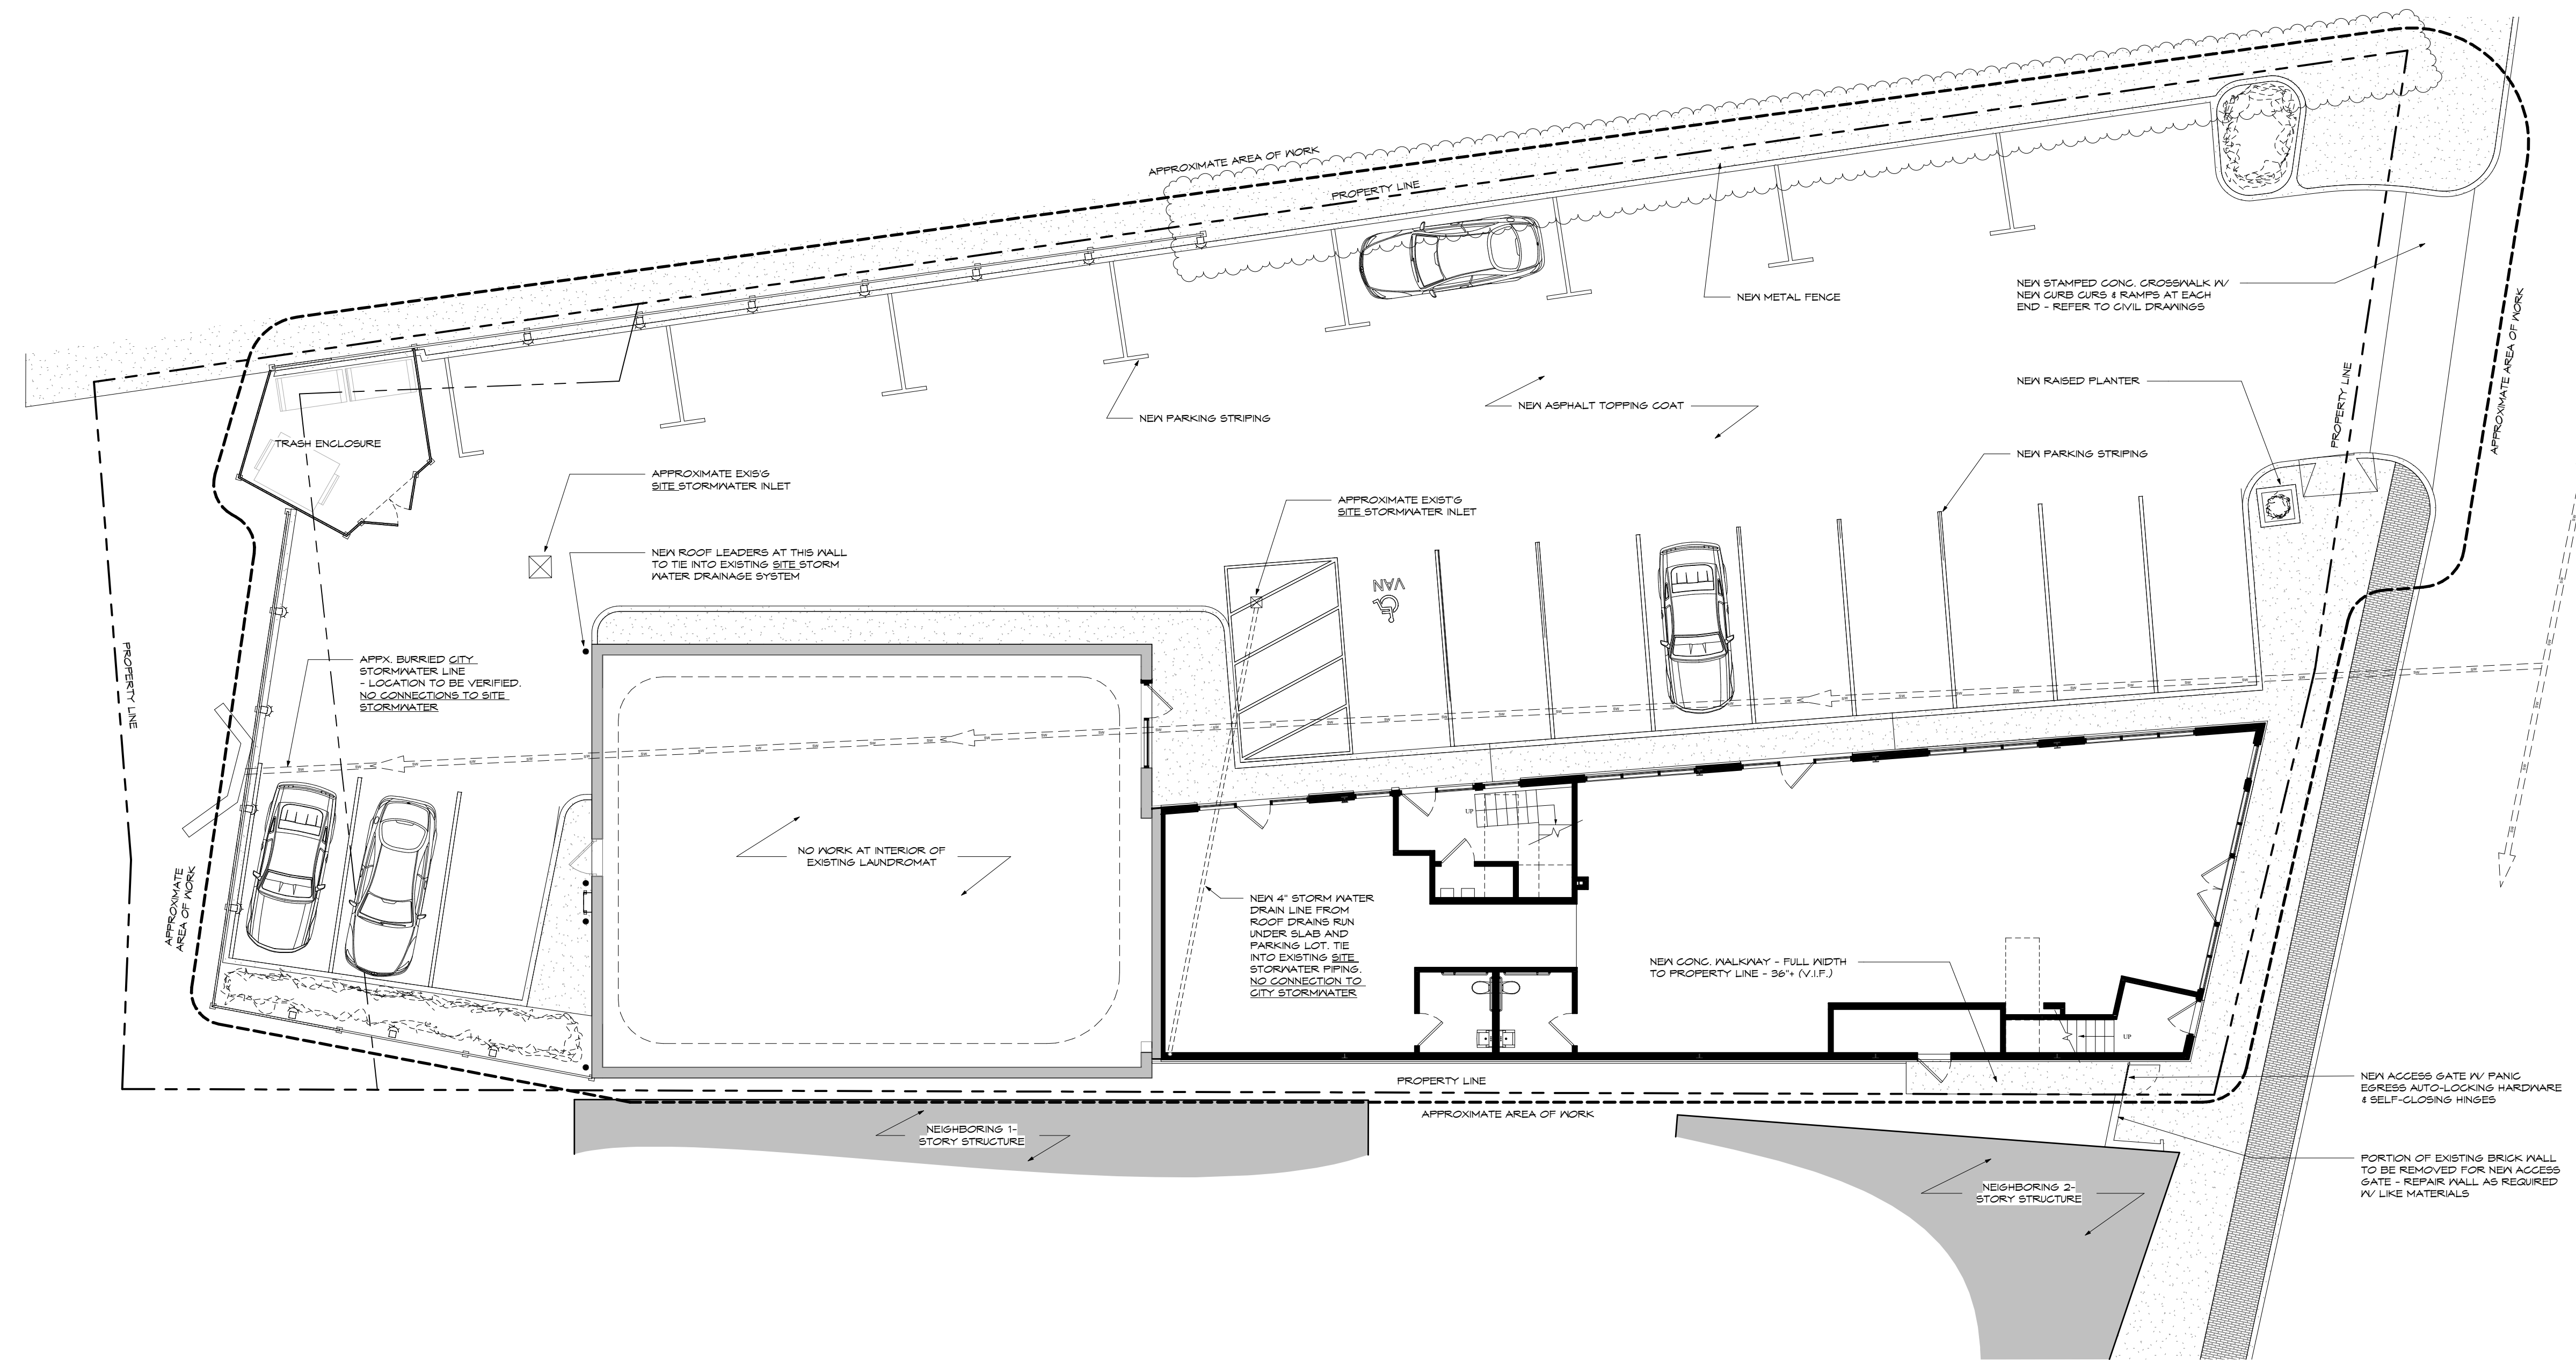 APPROXIMATE AREA OF WORK
PROPERTY LINE
NEW METAL FENCE
NEW STAMPED CONC. CROSSWALK W/
NEW CURB CURS & RAMPS AT EACH
END - REFER TO CIVIL DRAWINGS
APPROXIMATE AREA OF WORK
PROPERTY LINE
NEW RAISED PLANTER
NEW PARKING STRIPING
NEW ASPHALT TOPPING COAT
NEW PARKING STRIPING
TRASH ENCLOSURE
APPROXIMATE EXIS'G
SITE STORMWATER INLET
APPROXIMATE EXIST'G
SITE STORMWATER INLET
NEW ROOF LEADERS AT THIS WALL
TO TIE INTO EXISTING SITE STORM
WATER DRAINAGE SYSTEM
VAN
PROPERTY LINE
APPX. BURRIED CITY
STORMWATER LINE
- LOCATION TO BE VERIFIED.
NO CONNECTIONS TO SITE
STORMWATER
UP
NO WORK AT INTERIOR OF
EXISTING LAUNDROMAT
APPROXIMATE
AREA OF WORK
NEW 4" STORM WATER
DRAIN LINE FROM
ROOF DRAINS RUN
UNDER SLAB AND
PARKING LOT. TIE
INTO EXISTING SITE
STORWATER PIPING.
NO CONNECTION TO
CITY STORMWATER
NEW CONC. WALKWAY - FULL WIDTH
TO PROPERTY LINE - 36"+ (V.I.F.)
UP
PROPERTY LINE
APPROXIMATE AREA OF WORK
NEW ACCESS GATE W/ PANIC
EGRESS AUTO-LOCKING HARDWARE
& SELF-CLOSING HINGES
NEIGHBORING 1-
STORY STRUCTURE
PORTION OF EXISTING BRICK WALL
TO BE REMOVED FOR NEW ACCESS
GATE - REPAIR WALL AS REQUIRED
W/ LIKE MATERIALS
NEIGHBORING 2-
STORY STRUCTURE